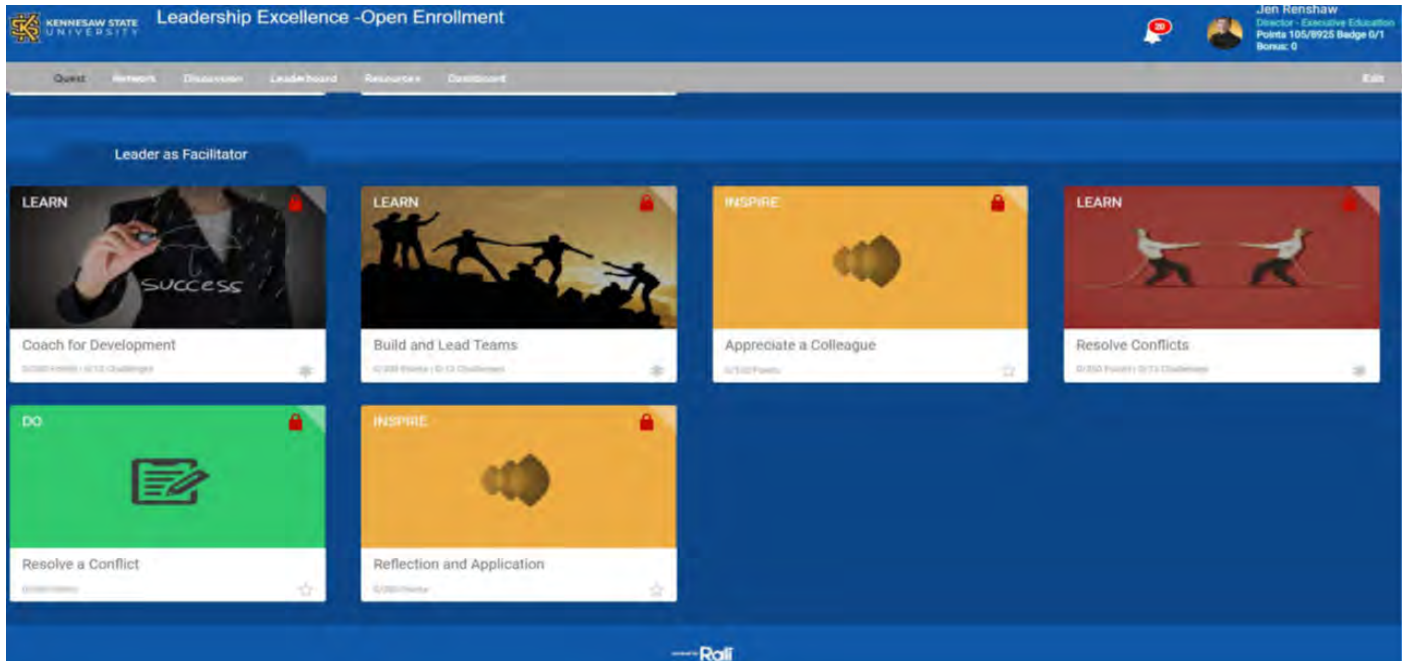 KENNESAW STATE
UNIVERSITY
Leadership Excellence -Open Enrollment
20
Jen Renshaw
Director - Executive Education
Points 105/8925 Badge 0/1
Bonus: 0
Quest Network Discussion Leaderboard Resources Dashboard
Exit
Leader as Facilitator
LEARN
success
Coach for Development
LEARN
Build and Lead Teams
INSPIRE
Appreciate a Colleague
LEARN
Resolve Conflicts
DO
Resolve a Conflict
INSPIRE
Reflection and Application
Rali